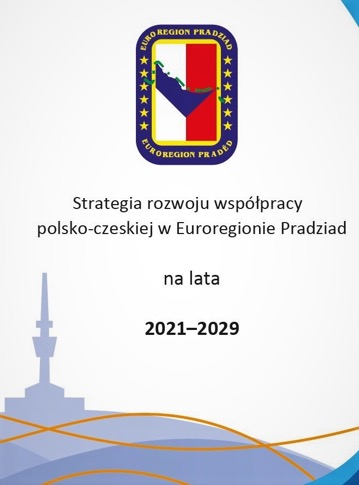 EUROREGION PRADZIAD
EUROREGION PRADĚD
Strategia rozwoju współpracy
polsko-czeskiej w Euroregionie Pradziad
na lata
2021–2029